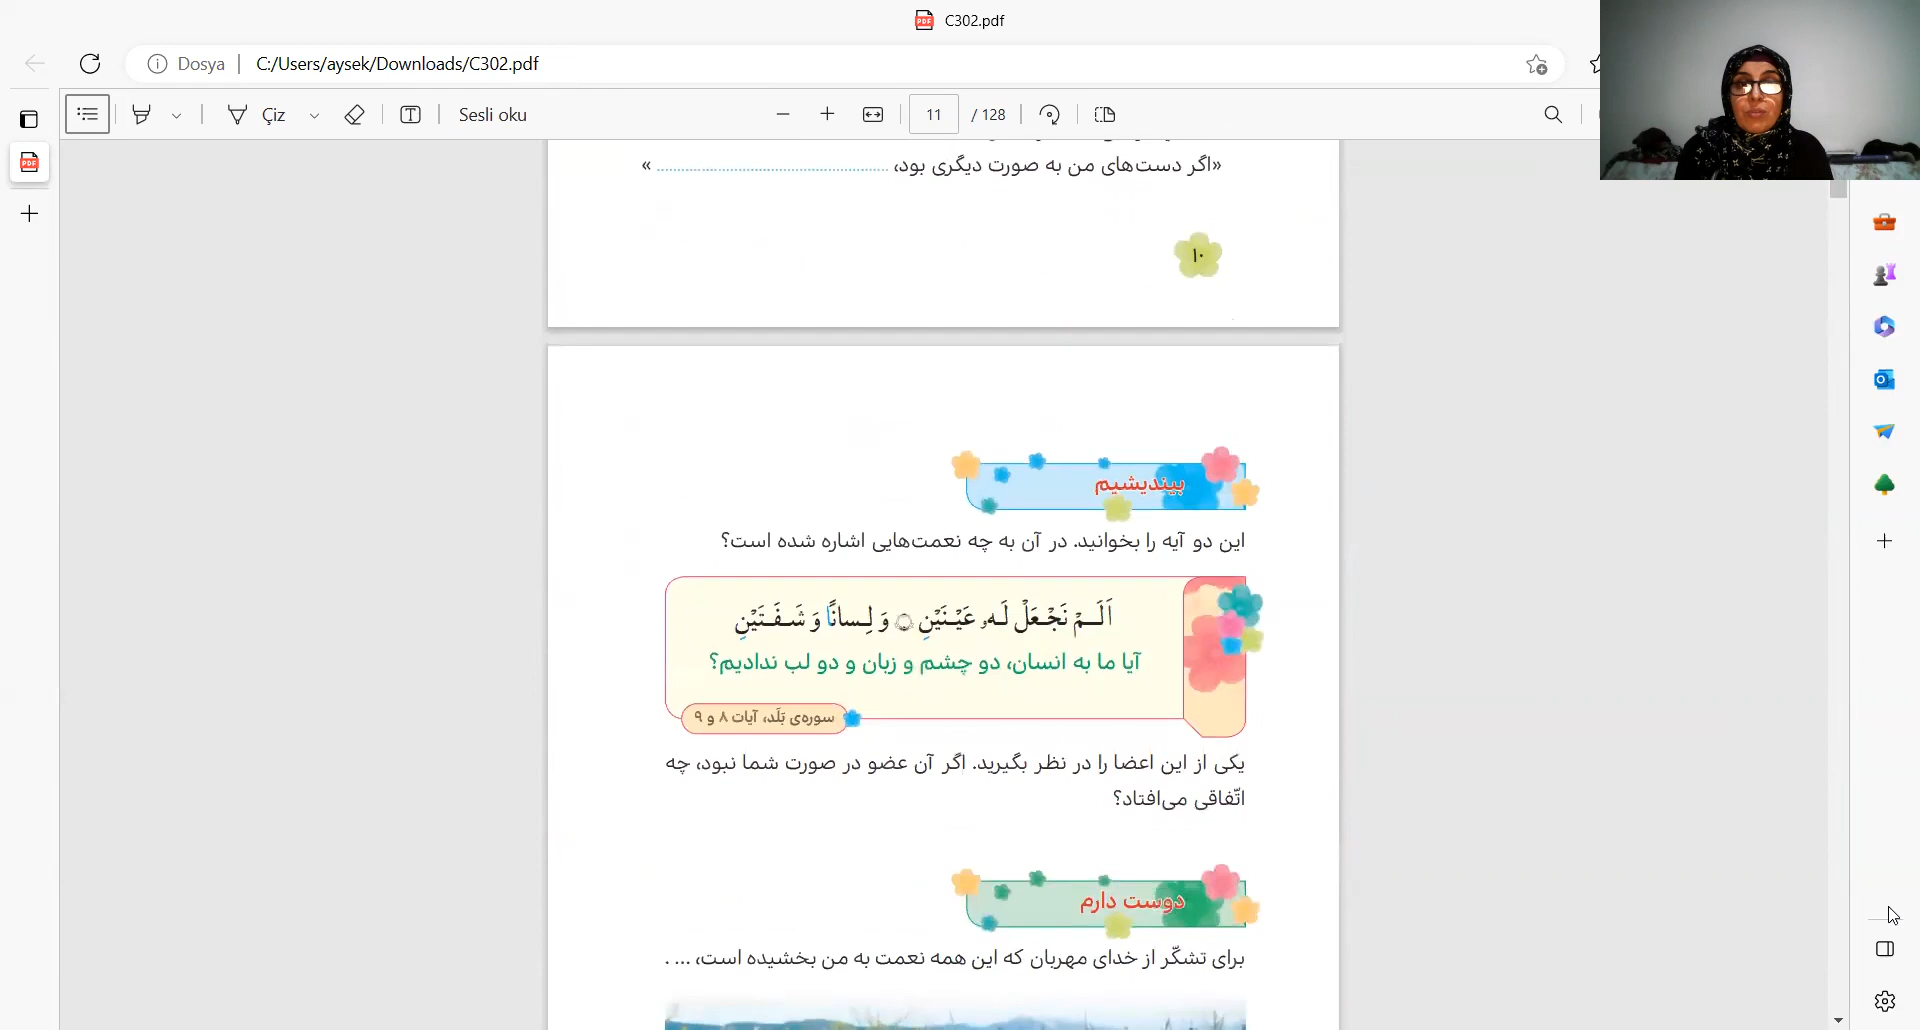 C302.pdf
Dosya
C:/Users/aysek/Downloads/C302.pdf
Çiz
Sesli oku
11 / 128
«اگر دست‌های من به صورت دیگری بود، ........................................ »
۱۰
بیندیشیم
این دو آیه را بخوانید. در آن به چه نعمت‌هایی اشاره شده است؟
اَلَـمْ نَجْـعَلْ لَـهُ عَیْـنَیْنِ ۝ وَ لِـسانًا وَ شَـفَـتَیْنِ
آیا ما به انسان، دو چشم و زبان و دو لب ندادیم؟
سوره‌ی بَلَد، آیات ۸ و ۹
یکی از این اعضا را در نظر بگیرید. اگر آن عضو در صورت شما نبود، چه
اتّفاقی می‌افتاد؟
دوست دارم
برای تشکّر از خدای مهربان که این همه نعمت به من بخشیده است، ... .